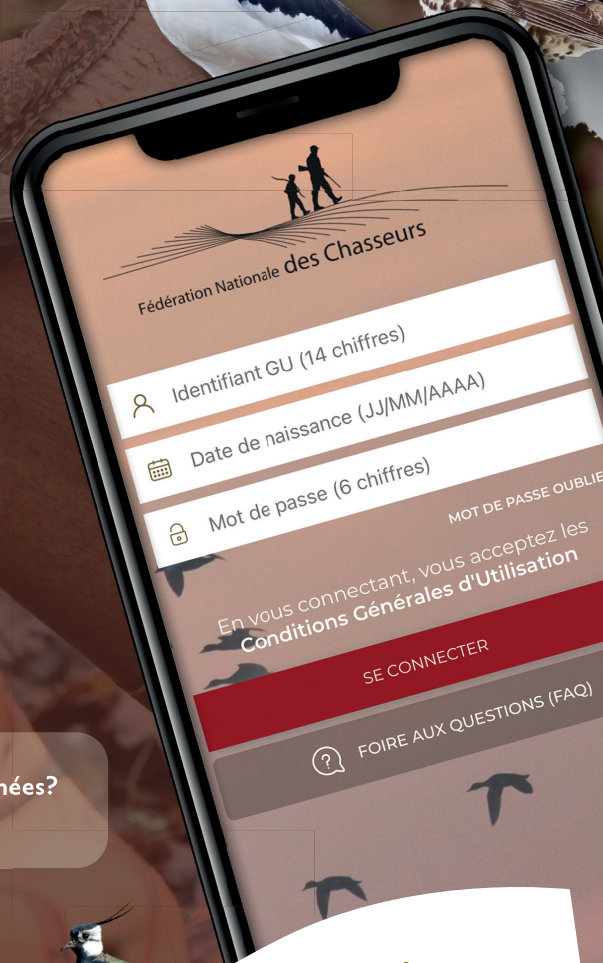 Fédération Nationale des Chasseurs
Identifiant GU (14 chiffres)
Date de naissance (JJ/MM/AAAA)
Mot de passe (6 chiffres)
MOT DE PASSE OUBLIE
En vous connectant, vous acceptez les
Conditions Générales d'Utilisation
SE CONNECTER
FOIRE AUX QUESTIONS (FAQ)